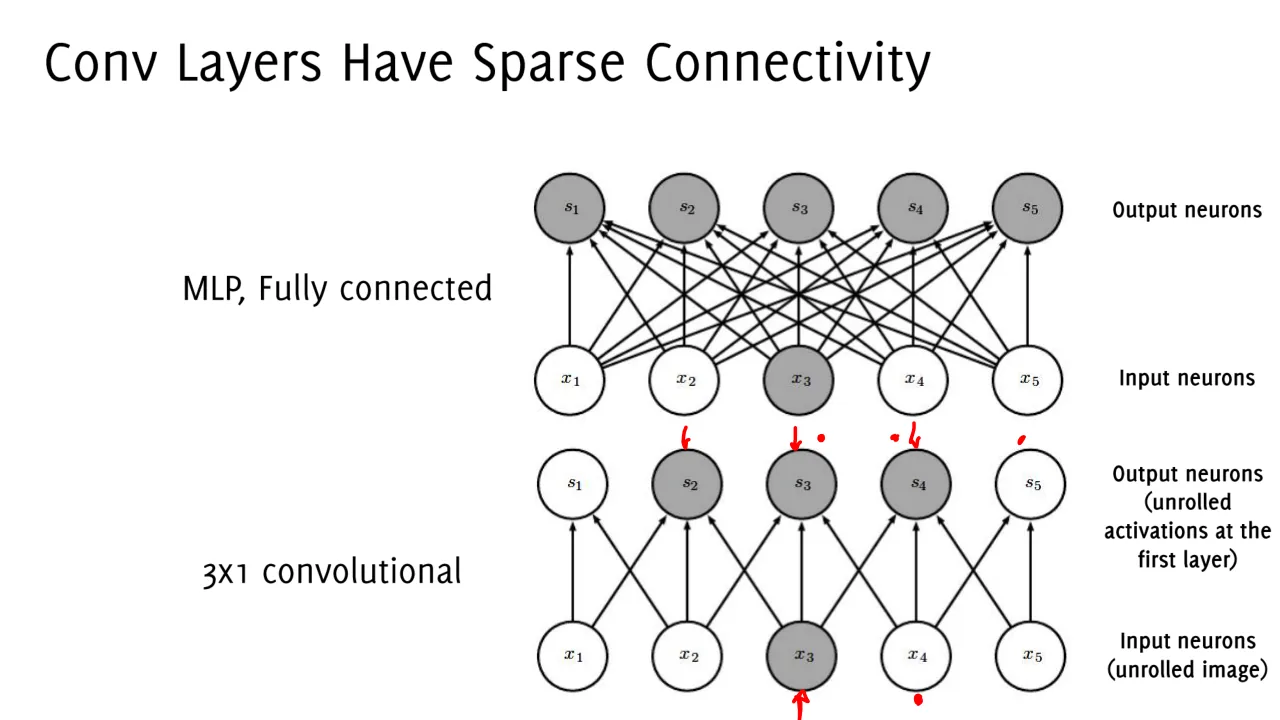 Conv Layers Have Sparse Connectivity
s1 s2 s3 s4 s5
Output neurons
MLP, Fully connected
x1 x2 x3 x4 x5
Input neurons
s1 s2 s3 s4 s5
Output neurons
(unrolled
activations at the
first layer)
3x1 convolutional
x1 x2 x3 x4 x5
Input neurons
(unrolled image)